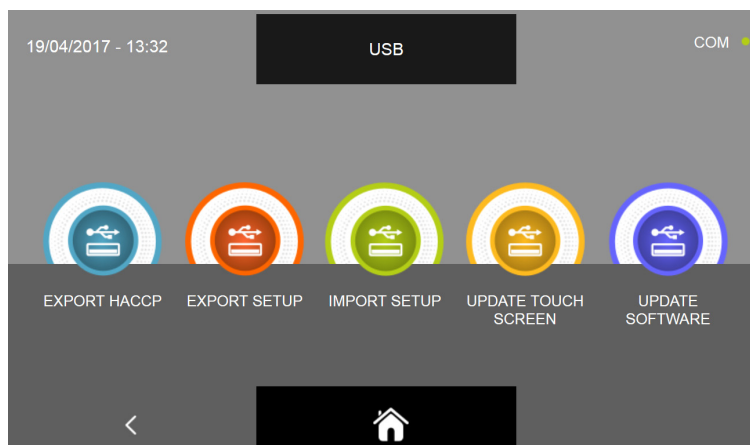 19/04/2017 - 13:32
USB
COM
EXPORT HACCP
EXPORT SETUP
IMPORT SETUP
UPDATE TOUCH
SCREEN
UPDATE
SOFTWARE